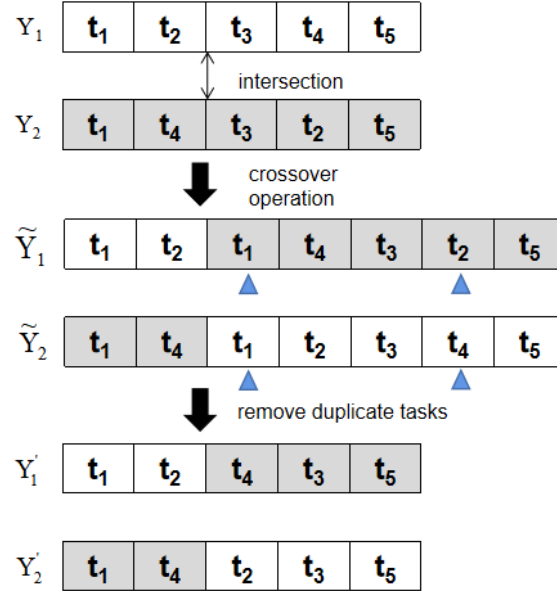 Y₁ t₁ t₂ t₃ t₄ t₅
intersection
Y₂ t₁ t₄ t₃ t₂ t₅
crossover
operation
Ỹ₁ t₁ t₂ t₁ t₄ t₃ t₂ t₅
Ỹ₂ t₁ t₄ t₁ t₂ t₃ t₄ t₅
remove duplicate tasks
Y₁' t₁ t₂ t₄ t₃ t₅
Y₂' t₁ t₄ t₂ t₃ t₅